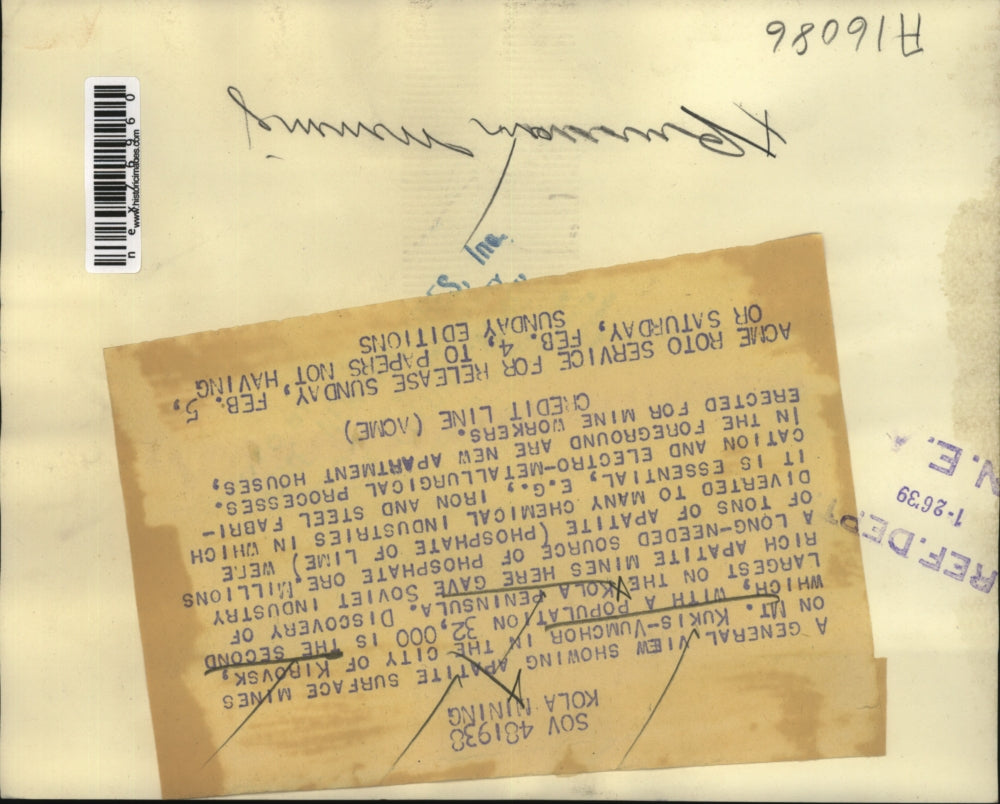 SOV 481938
KOLA MINING
A GENERAL VIEW SHOWING APATITE SURFACE MINES
ON MT. KUKIS-VUMCHOR IN THE CITY OF KIROVSK,
WHICH, WITH A POPULATION 32,000 IS THE SECOND
LARGEST ON THE KOLA PENINSULA. DISCOVERY OF
RICH APATITE MINES HERE GAVE SOVIET INDUSTRY
A LONG-NEEDED SOURCE OF PHOSPHATE ORE. MILLIONS
OF TONS OF APATITE (PHOSPHATE OF LIME) WERE
DIVERTED TO MANY CHEMICAL INDUSTRIES IN WHICH
IT IS ESSENTIAL, E.G., IRON AND STEEL FABRI-
CATION AND ELECTRO-METALLURGICAL PROCESSES.
IN THE FOREGROUND ARE NEW APARTMENT HOUSES,
ERECTED FOR MINE WORKERS.
CREDIT LINE (ACME)
ACME ROTO SERVICE FOR RELEASE SUNDAY, FEB. 5,
OR SATURDAY, FEB. 4, TO PAPERS NOT HAVING
SUNDAY EDITIONS
REF. DEPT
1-26 39
N.E.A
Inc.
Russian Mining
A16086
www.historicimages.com